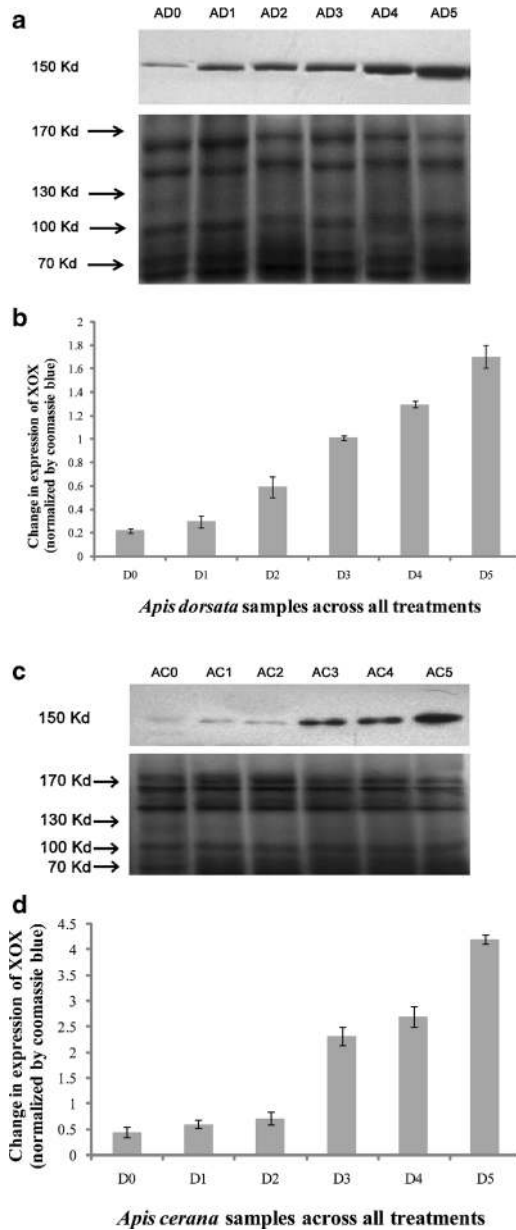 a
AD0 AD1 AD2 AD3 AD4 AD5
150 Kd
170 Kd
130 Kd
100 Kd
70 Kd
b
Change in expression of XOX
(normalized by coomassie blue)
2
1.8
1.6
1.4
1.2
1
0.8
0.6
0.4
0.2
0
D0 D1 D2 D3 D4 D5
Apis dorsata samples across all treatments
c
AC0 AC1 AC2 AC3 AC4 AC5
150 Kd
170 Kd
130 Kd
100 Kd
70 Kd
d
Change in expression of XOX
(normalized by coomassie blue)
4.5
4
3.5
3
2.5
2
1.5
1
0.5
0
D0 D1 D2 D3 D4 D5
Apis cerana samples across all treatments